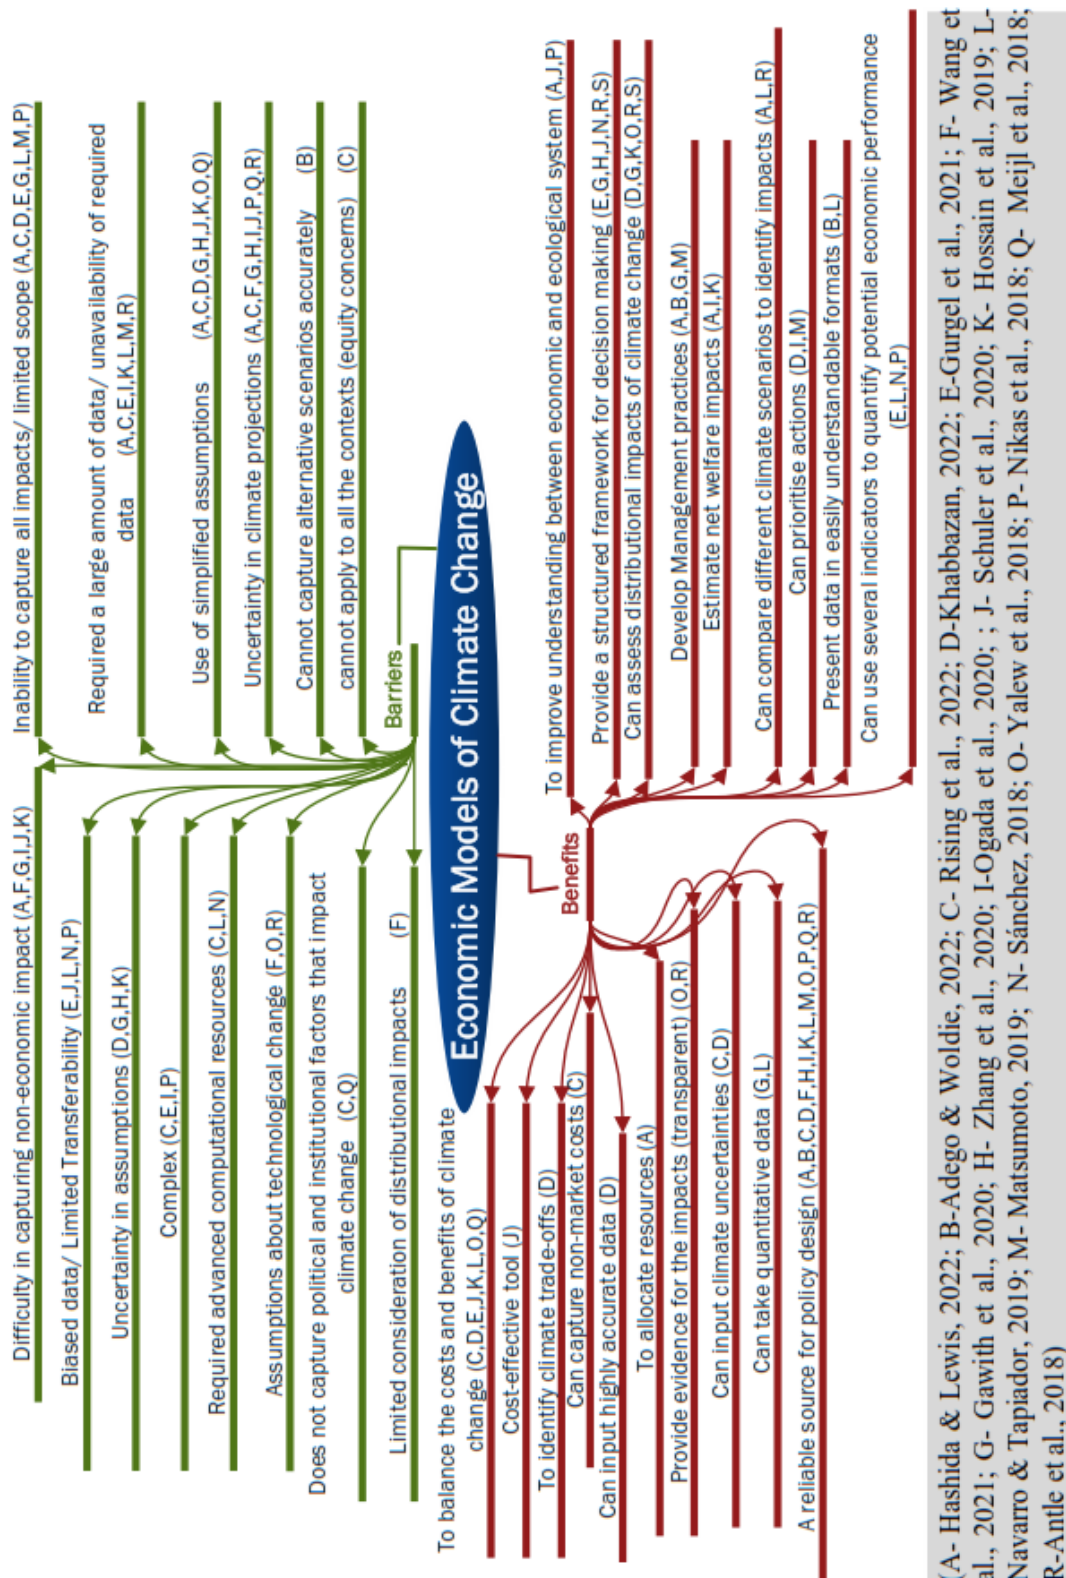 Difficulty in capturing non-economic impact (A,F,G,I,J,K)
Biased data/ Limited Transferability (E,J,L,N,P)
Uncertainty in assumptions (D,G,H,K)
Complex (C,E,I,P)
Required advanced computational resources (C,L,N)
Assumptions about technological change (F,O,R)
Does not capture political and institutional factors that impact
climate change (C,Q)
Limited consideration of distributional impacts (F)
Inability to capture all impacts/ limited scope (A,C,D,E,G,L,M,P)
Required a large amount of data/ unavailability of required
data (A,C,E,I,K,L,M,R)
Use of simplified assumptions (A,C,D,G,H,J,K,O,Q)
Uncertainty in climate projections (A,C,F,G,H,I,J,P,Q,R)
Cannot capture alternative scenarios accurately (B)
cannot apply to all the contexts (equity concerns) (C)
Barriers
Economic Models of Climate Change
Benefits
To balance the costs and benefits of climate
change (C,D,E,J,K,L,O,Q)
Cost-effective tool (J)
To identify climate trade-offs (D)
Can capture non-market costs (C)
Can input highly accurate data (D)
To allocate resources (A)
Provide evidence for the impacts (transparent) (O,R)
Can input climate uncertainties (C,D)
Can take quantitative data (G,L)
A reliable source for policy design (A,B,C,D,F,H,I,K,L,M,O,P,Q,R)
To improve understanding between economic and ecological system (A,J,P)
Provide a structured framework for decision making (E,G,H,J,N,R,S)
Can assess distributional impacts of climate change (D,G,K,O,R,S)
Develop Management practices (A,B,G,M)
Estimate net welfare impacts (A,I,K)
Can compare different climate scenarios to identify impacts (A,L,R)
Can prioritise actions (D,I,M)
Present data in easily understandable formats (B,L)
Can use several indicators to quantify potential economic performance
(E,L,N,P)
(A- Hashida & Lewis, 2022; B-Adego & Woldie, 2022; C- Rising et al., 2022; D-Khabbazan, 2022; E-Gurgel et al., 2021; F- Wang et
al., 2021; G- Gawith et al., 2020; H- Zhang et al., 2020; I-Ogada et al., 2020; ; J- Schuler et al., 2020; K- Hossain et al., 2019; L-
Navarro & Tapiador, 2019; M- Matsumoto, 2019; N- Sánchez, 2018; O- Yalew et al., 2018; P- Nikas et al., 2018; Q- Meijl et al., 2018;
R-Antle et al., 2018)